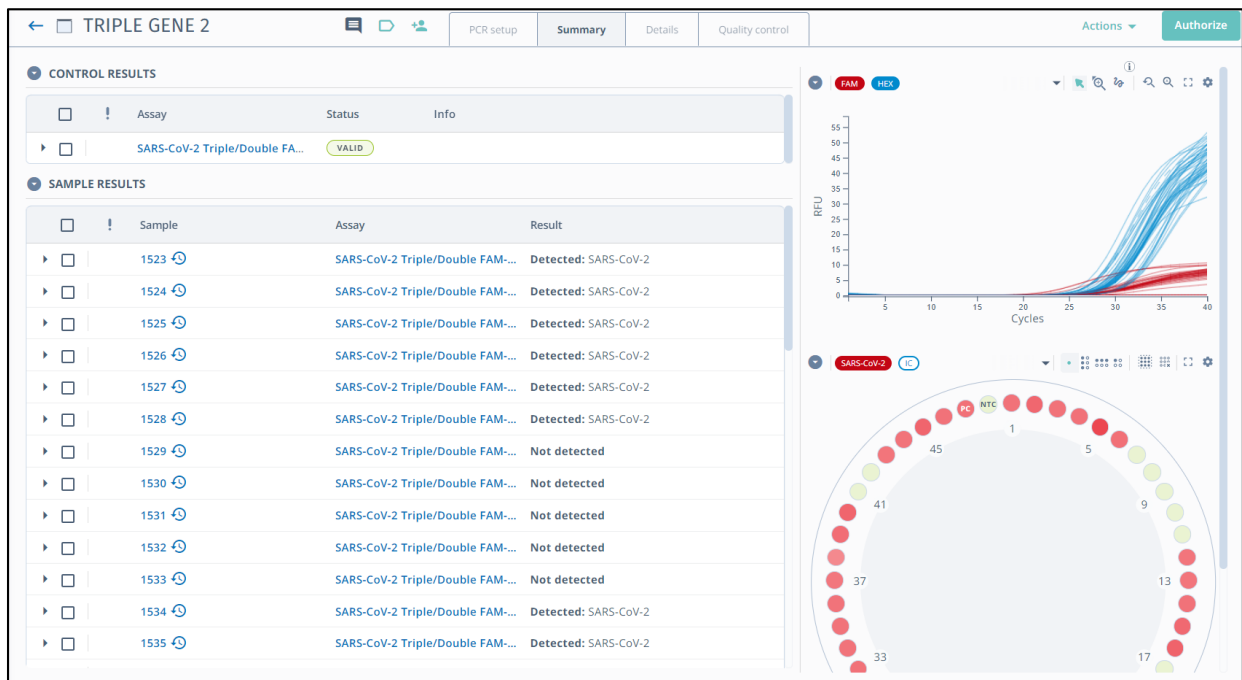 TRIPLE GENE 2
PCR setup
Summary
Details
Quality control
Actions
Authorize
CONTROL RESULTS
! Assay Status Info
SARS-CoV-2 Triple/Double FA... VALID
SAMPLE RESULTS
! Sample Assay Result
1523 SARS-CoV-2 Triple/Double FAM-... Detected: SARS-CoV-2
1524 SARS-CoV-2 Triple/Double FAM-... Detected: SARS-CoV-2
1525 SARS-CoV-2 Triple/Double FAM-... Detected: SARS-CoV-2
1526 SARS-CoV-2 Triple/Double FAM-... Detected: SARS-CoV-2
1527 SARS-CoV-2 Triple/Double FAM-... Detected: SARS-CoV-2
1528 SARS-CoV-2 Triple/Double FAM-... Detected: SARS-CoV-2
1529 SARS-CoV-2 Triple/Double FAM-... Not detected
1530 SARS-CoV-2 Triple/Double FAM-... Not detected
1531 SARS-CoV-2 Triple/Double FAM-... Not detected
1532 SARS-CoV-2 Triple/Double FAM-... Not detected
1533 SARS-CoV-2 Triple/Double FAM-... Not detected
1534 SARS-CoV-2 Triple/Double FAM-... Detected: SARS-CoV-2
1535 SARS-CoV-2 Triple/Double FAM-... Detected: SARS-CoV-2
FAM HEX
i
RFU
55
50
45
40
35
30
25
20
15
10
5
0
5 10 15 20 25 30 35 40
Cycles
SARS-CoV-2 IC
PC NTC
1
45 5
41 9
37 13
33 17